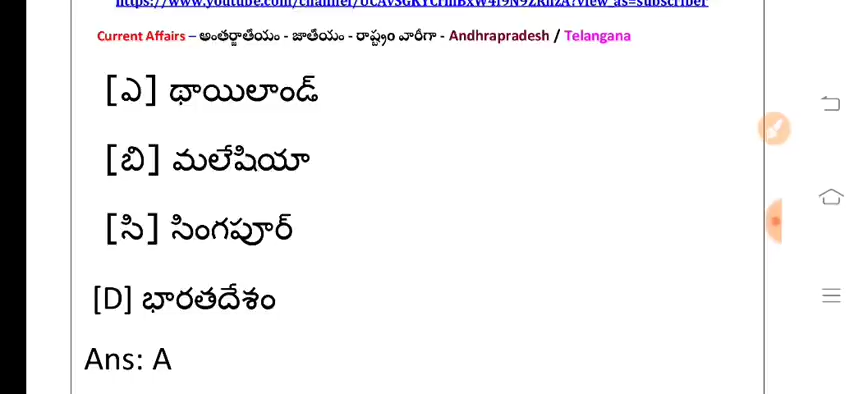 Current Affairs – అంతర్జాతీయం - జాతీయం - రాష్ట్రం వారీగా - Andhrapradesh / Telangana
[ఎ] థాయిలాండ్
[బి] మలేషియా
[సి] సింగపూర్
[D] భారతదేశం
Ans: A